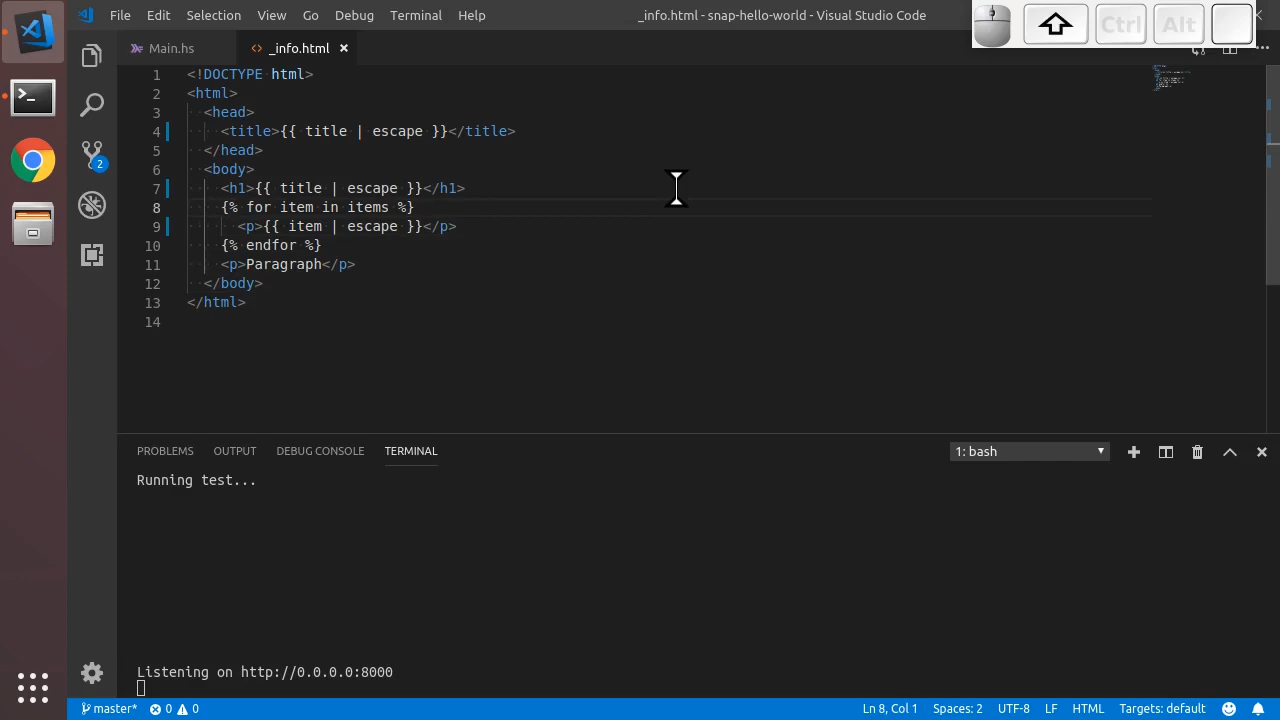 File Edit Selection View Go Debug Terminal Help
_info.html - snap-hello-world - Visual Studio Code
Ctrl Alt
Main.hs
_info.html
1 <!DOCTYPE html>
2 <html>
3 <head>
4 <title>{{ title | escape }}</title>
5 </head>
6 <body>
7 <h1>{{ title | escape }}</h1>
8 {% for item in items %}
9 <p>{{ item | escape }}</p>
10 {% endfor %}
11 <p>Paragraph</p>
12 </body>
13 </html>
14
2
PROBLEMS OUTPUT DEBUG CONSOLE TERMINAL
1: bash
Running test...
Listening on http://0.0.0.0:8000
master* 0 0
Ln 8, Col 1 Spaces: 2 UTF-8 LF HTML Targets: default